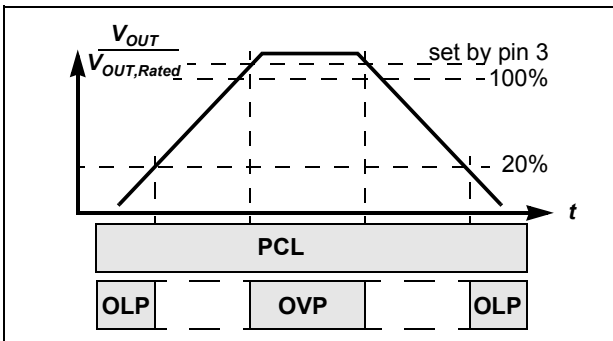 V_OUT
V_OUT,Rated
set by pin 3
100%
20%
t
PCL
OLP OVP OLP